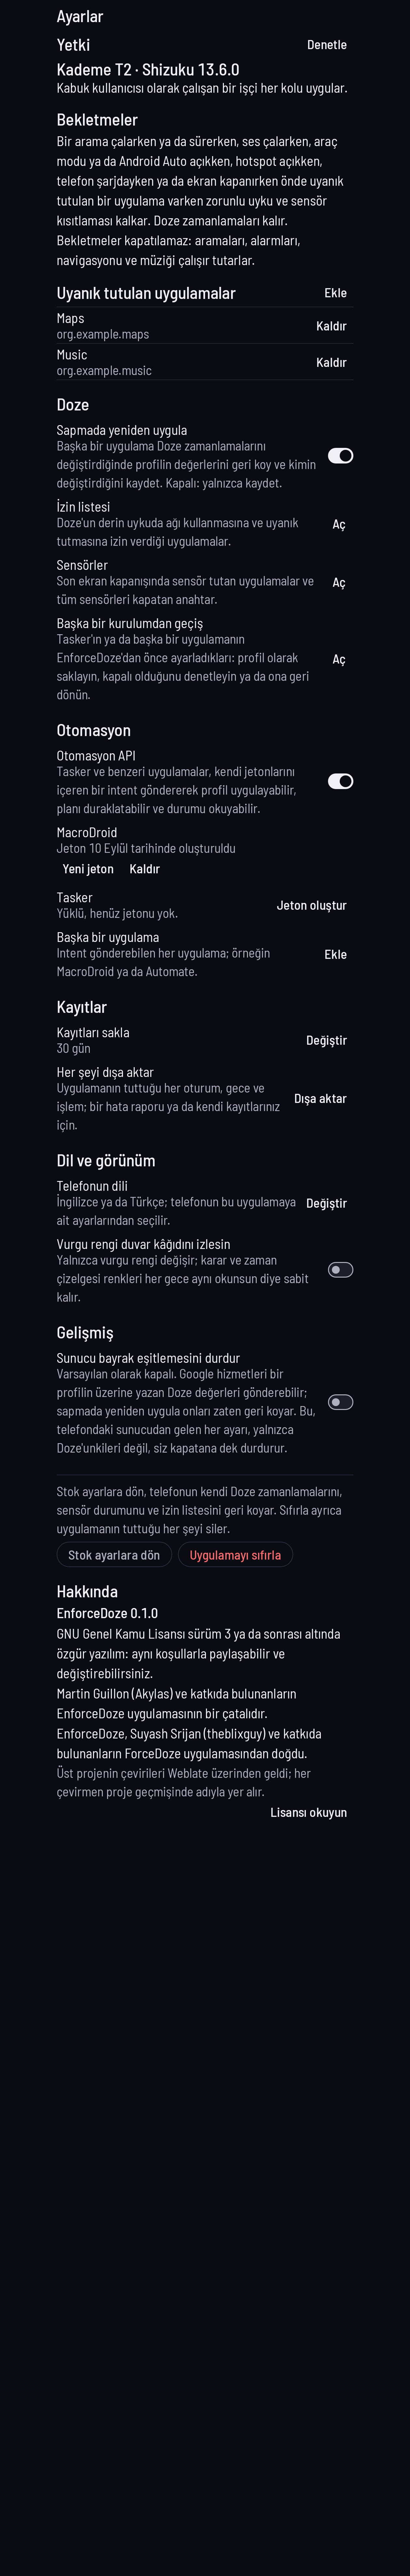 Ayarlar
Yetki
Denetle
Kademe T2 · Shizuku 13.6.0
Kabuk kullanıcısı olarak çalışan bir işçi her kolu uygular.
Bekletmeler
Bir arama çalarken ya da sürerken, ses çalarken, araç
modu ya da Android Auto açıkken, hotspot açıkken,
telefon şarjdayken ya da ekran kapanırken önde uyanık
tutulan bir uygulama varken zorunlu uyku ve sensör
kısıtlaması kalkar. Doze zamanlamaları kalır.
Bekletmeler kapatılamaz: aramaları, alarmları,
navigasyonu ve müziği çalışır tutarlar.
Uyanık tutulan uygulamalar
Ekle
Maps
org.example.maps
Kaldır
Music
org.example.music
Kaldır
Doze
Sapmada yeniden uygula
Başka bir uygulama Doze zamanlamalarını
değiştirdiğinde profilin değerlerini geri koy ve kimin
değiştirdiğini kaydet. Kapalı: yalnızca kaydet.
İzin listesi
Doze'un derin uykuda ağı kullanmasına ve uyanık
tutmasına izin verdiği uygulamalar.
Aç
Sensörler
Son ekran kapanışında sensör tutan uygulamalar ve
tüm sensörleri kapatan anahtar.
Aç
Başka bir kurulumdan geçiş
Tasker'ın ya da başka bir uygulamanın
EnforceDoze'dan önce ayarladıkları: profil olarak
saklayın, kapalı olduğunu denetleyin ya da ona geri
dönün.
Aç
Otomasyon
Otomasyon API
Tasker ve benzeri uygulamalar, kendi jetonlarını
içeren bir intent göndererek profil uygulayabilir,
planı duraklatabilir ve durumu okuyabilir.
MacroDroid
Jeton 10 Eylül tarihinde oluşturuldu
Yeni jeton
Kaldır
Tasker
Yüklü, henüz jetonu yok.
Jeton oluştur
Başka bir uygulama
Intent gönderebilen her uygulama; örneğin
MacroDroid ya da Automate.
Ekle
Kayıtlar
Kayıtları sakla
30 gün
Değiştir
Her şeyi dışa aktar
Uygulamanın tuttuğu her oturum, gece ve
işlem; bir hata raporu ya da kendi kayıtlarınız
için.
Dışa aktar
Dil ve görünüm
Telefonun dili
İngilizce ya da Türkçe; telefonun bu uygulamaya
ait ayarlarından seçilir.
Değiştir
Vurgu rengi duvar kâğıdını izlesin
Yalnızca vurgu rengi değişir; karar ve zaman
çizelgesi renkleri her gece aynı okunsun diye sabit
kalır.
Gelişmiş
Sunucu bayrak eşitlemesini durdur
Varsayılan olarak kapalı. Google hizmetleri bir
profilin üzerine yazan Doze değerleri gönderebilir;
sapmada yeniden uygula onları zaten geri koyar. Bu,
telefondaki sunucudan gelen her ayarı, yalnızca
Doze'unkileri değil, siz kapatana dek durdurur.
Stok ayarlara dön, telefonun kendi Doze zamanlamalarını,
sensör durumunu ve izin listesini geri koyar. Sıfırla ayrıca
uygulamanın tuttuğu her şeyi siler.
Stok ayarlara dön
Uygulamayı sıfırla
Hakkında
EnforceDoze 0.1.0
GNU Genel Kamu Lisansı sürüm 3 ya da sonrası altında
özgür yazılım: aynı koşullarla paylaşabilir ve
değiştirebilirsiniz.
Martin Guillon (Akylas) ve katkıda bulunanların
EnforceDoze uygulamasının bir çatalıdır.
EnforceDoze, Suyash Srijan (theblixguy) ve katkıda
bulunanların ForceDoze uygulamasından doğdu.
Üst projenin çevirileri Weblate üzerinden geldi; her
çevirmen proje geçmişinde adıyla yer alır.
Lisansı okuyun